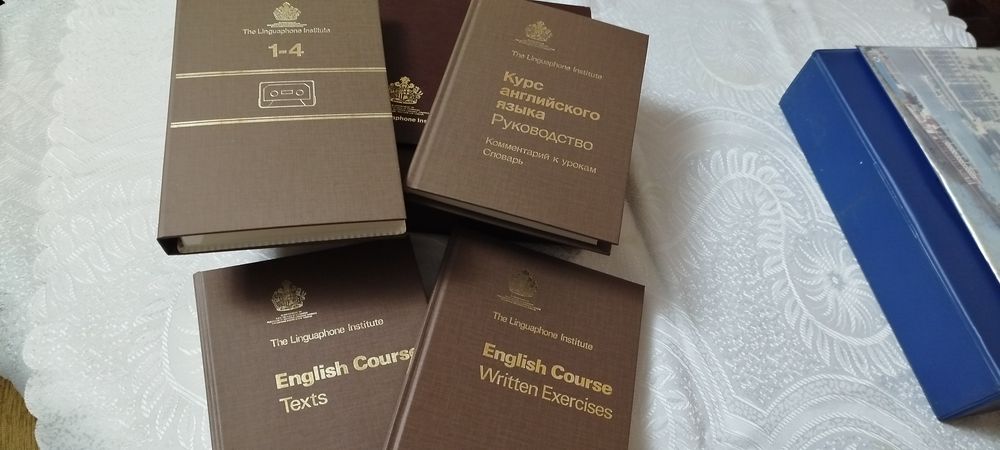 The Linguaphone Institute
1-4
The Linguaphone Institute
Курс
английского
языка
Руководство
Комментарий к урокам
Словарь
The Linguaphone Institute
English Course
Texts
The Linguaphone Institute
English Course
Written Exercises